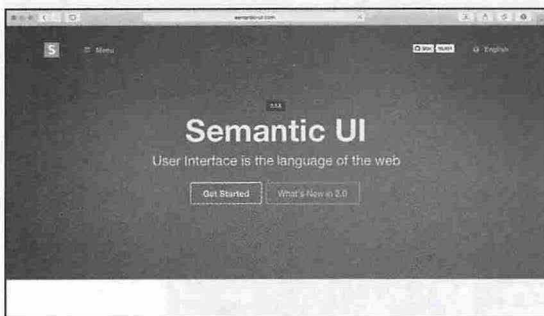 semantic-ui.com
S
Menu
Star
English
Semantic UI
User Interface is the language of the web
Get Started
What's New in 2.0